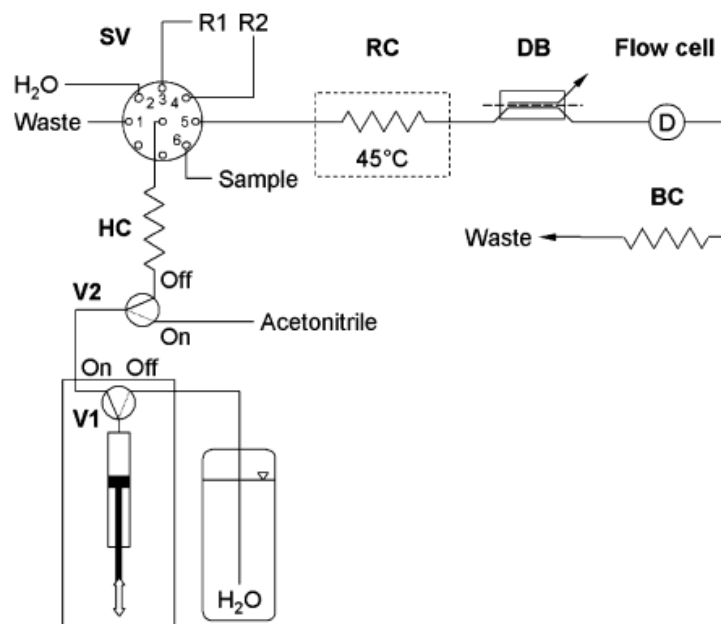 SV
R1 R2
RC
DB
Flow cell
H₂O
Waste
1
2
3
4
5
6
Sample
45°C
D
BC
Waste
HC
Off
V2
On
Acetonitrile
On Off
V1
H₂O